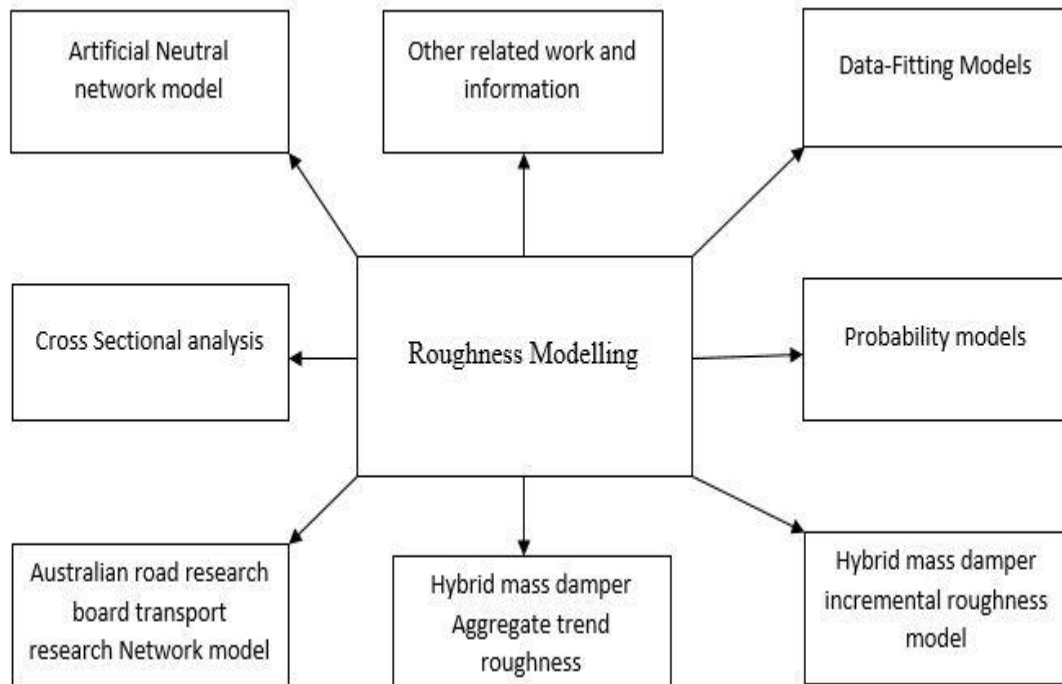 Artificial Neutral
network model
Other related work and
information
Data-Fitting Models
Cross Sectional analysis
Roughness Modelling
Probability models
Australian road research
board transport
research Network model
Hybrid mass damper
Aggregate trend
roughness
Hybrid mass damper
incremental roughness
model